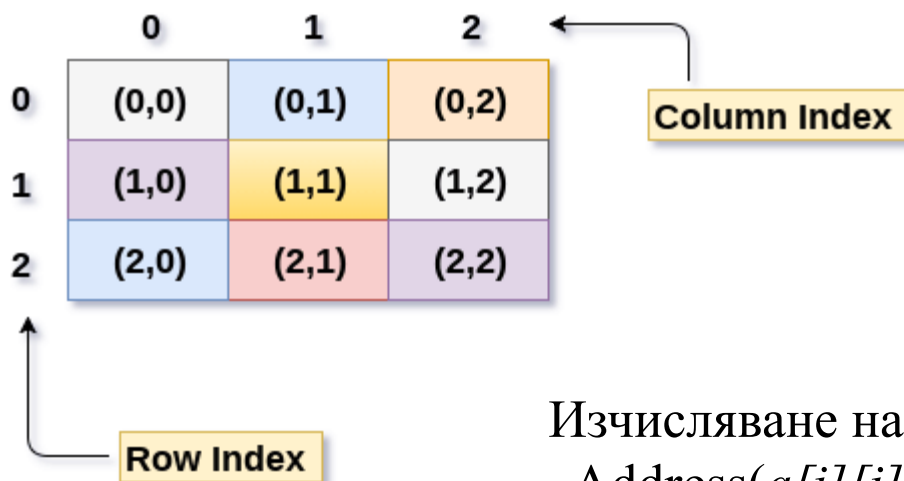 0 1 2
0 (0,0) (0,1) (0,2)
Column Index
1 (1,0) (1,1) (1,2)
2 (2,0) (2,1) (2,2)
Изчисляване на
Row Index
Address(a[i][j]